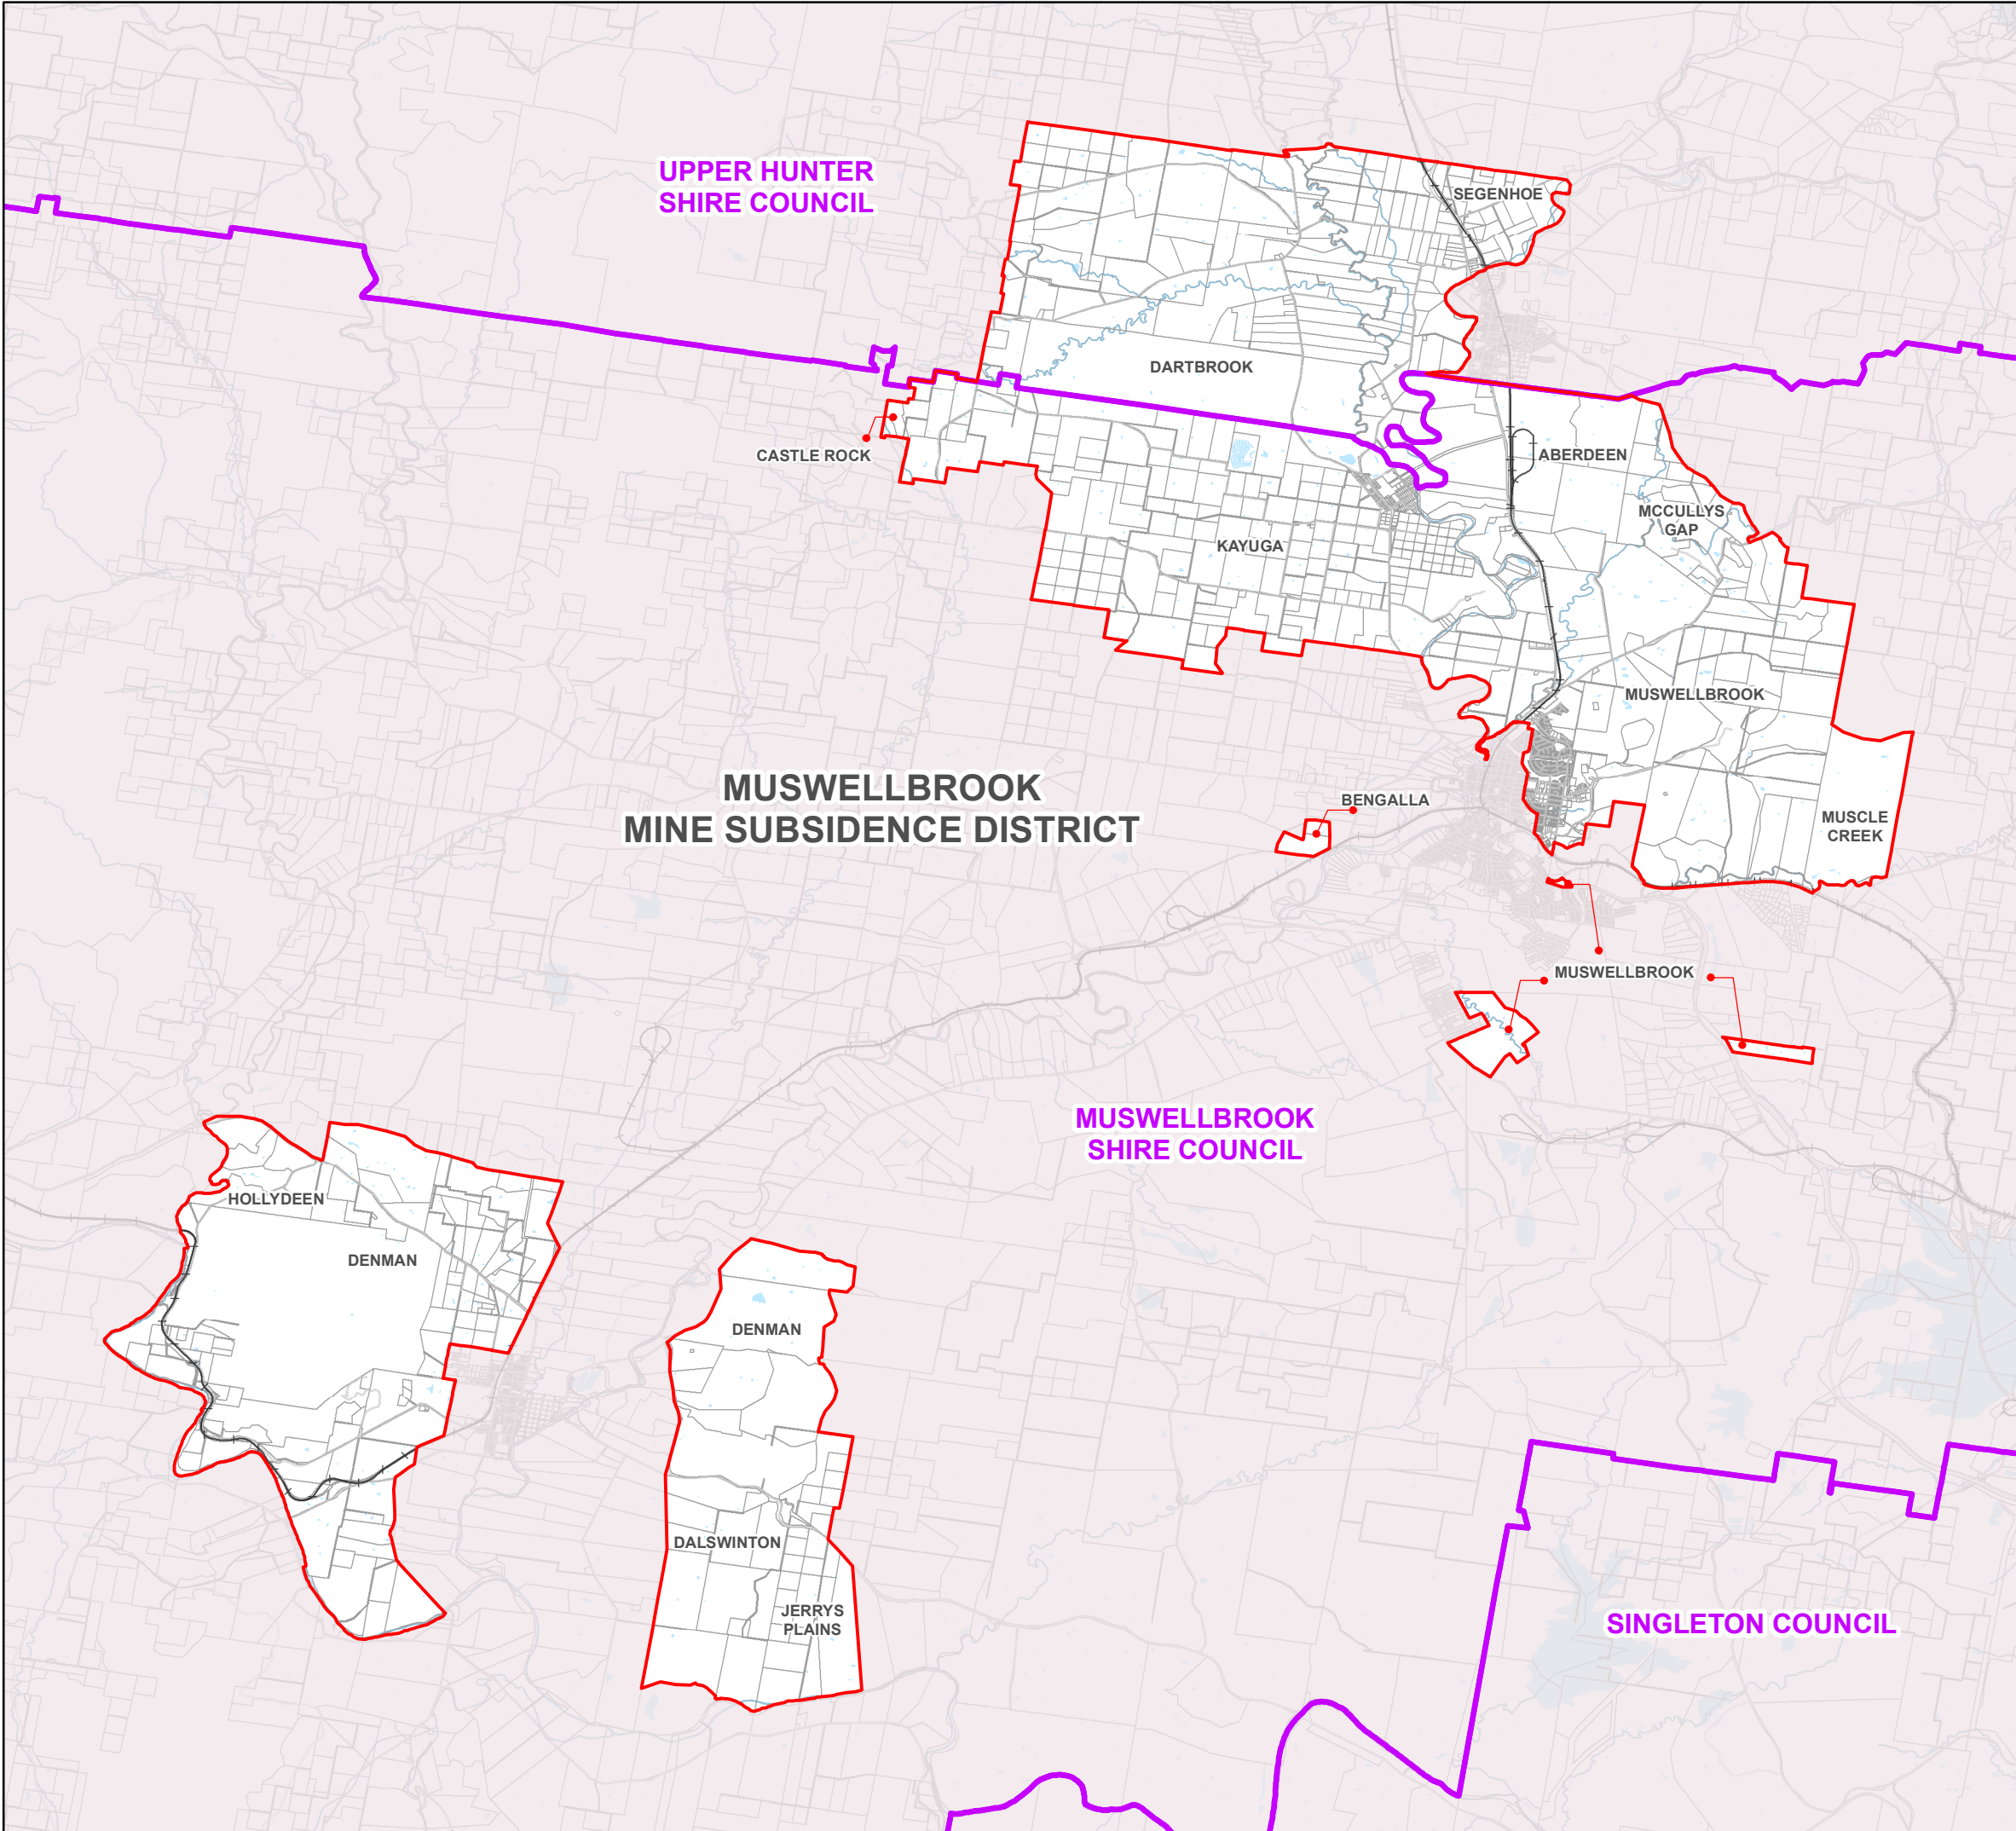 UPPER HUNTER
SHIRE COUNCIL
SEGENHOE
DARTBROOK
CASTLE ROCK
ABERDEEN
MCCULLYS
GAP
KAYUGA
MUSWELLBROOK
MUSWELLBROOK
MINE SUBSIDENCE DISTRICT
BENGALLA
MUSCLE
CREEK
MUSWELLBROOK
MUSWELLBROOK
SHIRE COUNCIL
HOLLYDEEN
DENMAN
DENMAN
DALSWINTON
JERRYS
PLAINS
SINGLETON COUNCIL